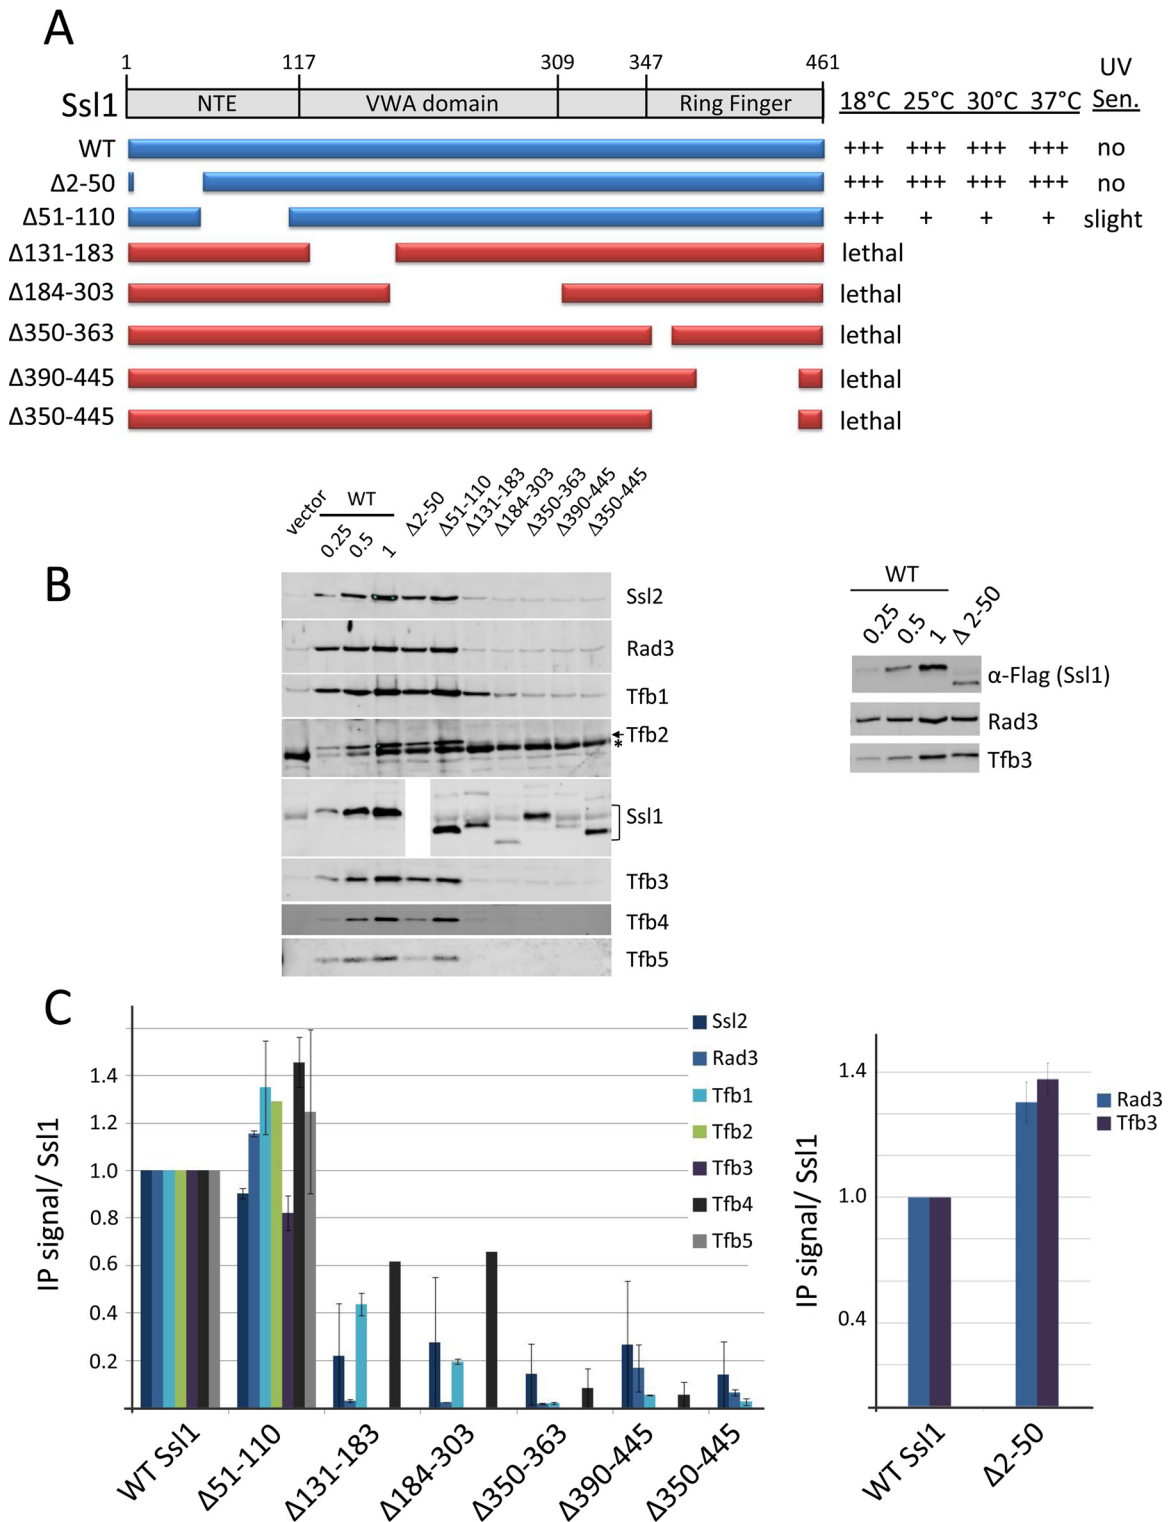 A
1 117 309 347 461 UV
Ssl1 NTE VWA domain Ring Finger 18°C 25°C 30°C 37°C Sen.
WT +++ +++ +++ +++ no
Δ2-50 +++ +++ +++ +++ no
Δ51-110 +++ + + + slight
Δ131-183 lethal
Δ184-303 lethal
Δ350-363 lethal
Δ390-445 lethal
Δ350-445 lethal
B
vector WT Δ2-50 Δ51-110 Δ131-183 Δ184-303 Δ350-363 Δ390-445 Δ350-445
0.25 0.5 1
Ssl2
Rad3
Tfb1
Tfb2
*
Ssl1
Tfb3
Tfb4
Tfb5
WT
0.25 0.5 1 Δ 2-50
α-Flag (Ssl1)
Rad3
Tfb3
C
IP signal/ Ssl1
1.4
1.2
1.0
0.8
0.6
0.4
0.2
Ssl2
Rad3
Tfb1
Tfb2
Tfb3
Tfb4
Tfb5
WT Ssl1 Δ51-110 Δ131-183 Δ184-303 Δ350-363 Δ390-445 Δ350-445
IP signal/ Ssl1
1.4
1.0
0.4
Rad3
Tfb3
WT Ssl1 Δ2-50